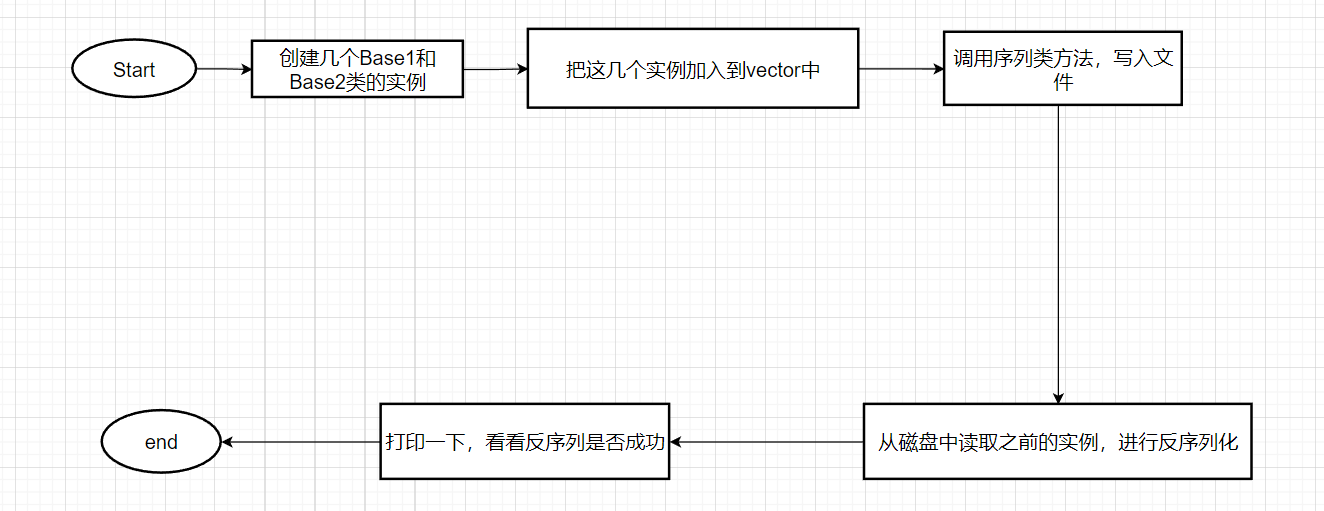 Start
创建几个Base1和
Base2类的实例
把这几个实例加入到vector中
调用序列类方法，写入文
件
从磁盘中读取之前的实例，进行反序列化
打印一下，看看反序列是否成功
end